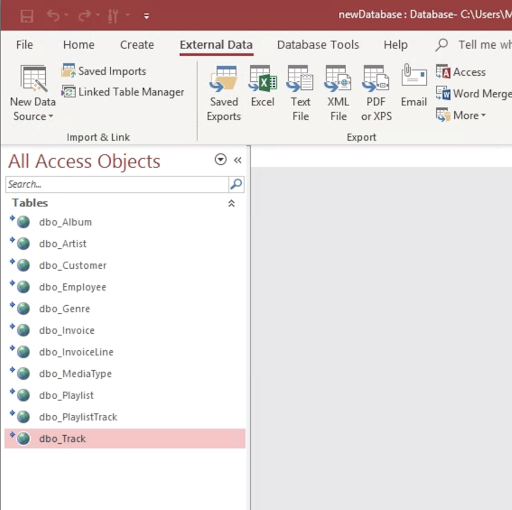 newDatabase : Database- C:\Users\M
File Home Create External Data Database Tools Help Tell me wh
New Data Source
Saved Imports
Linked Table Manager
Import & Link
Saved Exports
Excel
Text File
XML File
PDF or XPS
Email
Access
Word Merge
More
Export
All Access Objects
Search...
Tables
dbo_Album
dbo_Artist
dbo_Customer
dbo_Employee
dbo_Genre
dbo_Invoice
dbo_InvoiceLine
dbo_MediaType
dbo_Playlist
dbo_PlaylistTrack
dbo_Track